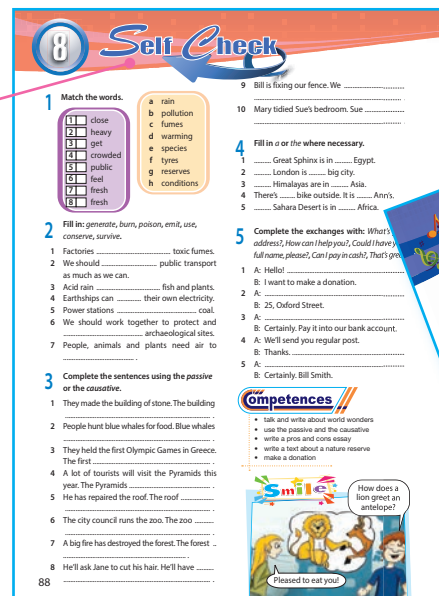 8 Self Check
1 Match the words.
1 close
2 heavy
3 get
4 crowded
5 public
6 feel
7 fresh
8 fresh
a rain
b pollution
c fumes
d warming
e species
f tyres
g reserves
h conditions
2 Fill in: generate, burn, poison, emit, use,
conserve, survive.
1 Factories .............................. toxic fumes.
2 We should ...................... public transport
as much as we can.
3 Acid rain .......................... fish and plants.
4 Earthships can ............ their own electricity.
5 Power stations ................................ coal.
6 We should work together to protect and
................................ archaeological sites.
7 People, animals and plants need air to
............................ .
3 Complete the sentences using the passive
or the causative.
1 They made the building of stone. The building
............................................................ .
2 People hunt blue whales for food. Blue whales
............................................................ .
3 They held the first Olympic Games in Greece.
The first ................................................ .
4 A lot of tourists will visit the Pyramids this
year. The Pyramids ................................. .
5 He has repaired the roof. The roof ..............
............................................................ .
6 The city council runs the zoo. The zoo ........
............................................................ .
7 A big fire has destroyed the forest. The forest ..
.................................................... .
8 He'll ask Jane to cut his hair. He'll have .......
............................................................ .
88
9 Bill is fixing our fence. We ........................
............................................................ .
10 Mary tidied Sue's bedroom. Sue ................
............................................................ .
4 Fill in a or the where necessary.
1 ....... Great Sphinx is in ....... Egypt.
2 ....... London is ....... big city.
3 ....... Himalayas are in ....... Asia.
4 There's ....... bike outside. It is ....... Ann's.
5 ....... Sahara Desert is in ....... Africa.
5 Complete the exchanges with: What's
address?, How can I help you?, Could I have y
full name, please?, Can I pay in cash?, That's grea
1 A: Hello! ................................................
B: I want to make a donation.
2 A: ........................................................
B: 25, Oxford Street.
3 A: ........................................................
B: Certainly. Pay it into our bank account.
4 A: We'll send you regular post.
B: Thanks. .............................................
5 A: ........................................................
B: Certainly. Bill Smith.
Competences
• talk and write about world wonders
• use the passive and the causative
• write a pros and cons essay
• write a text about a nature reserve
• make a donation
Smile
How does a
lion greet an
antelope?
Pleased to eat you!